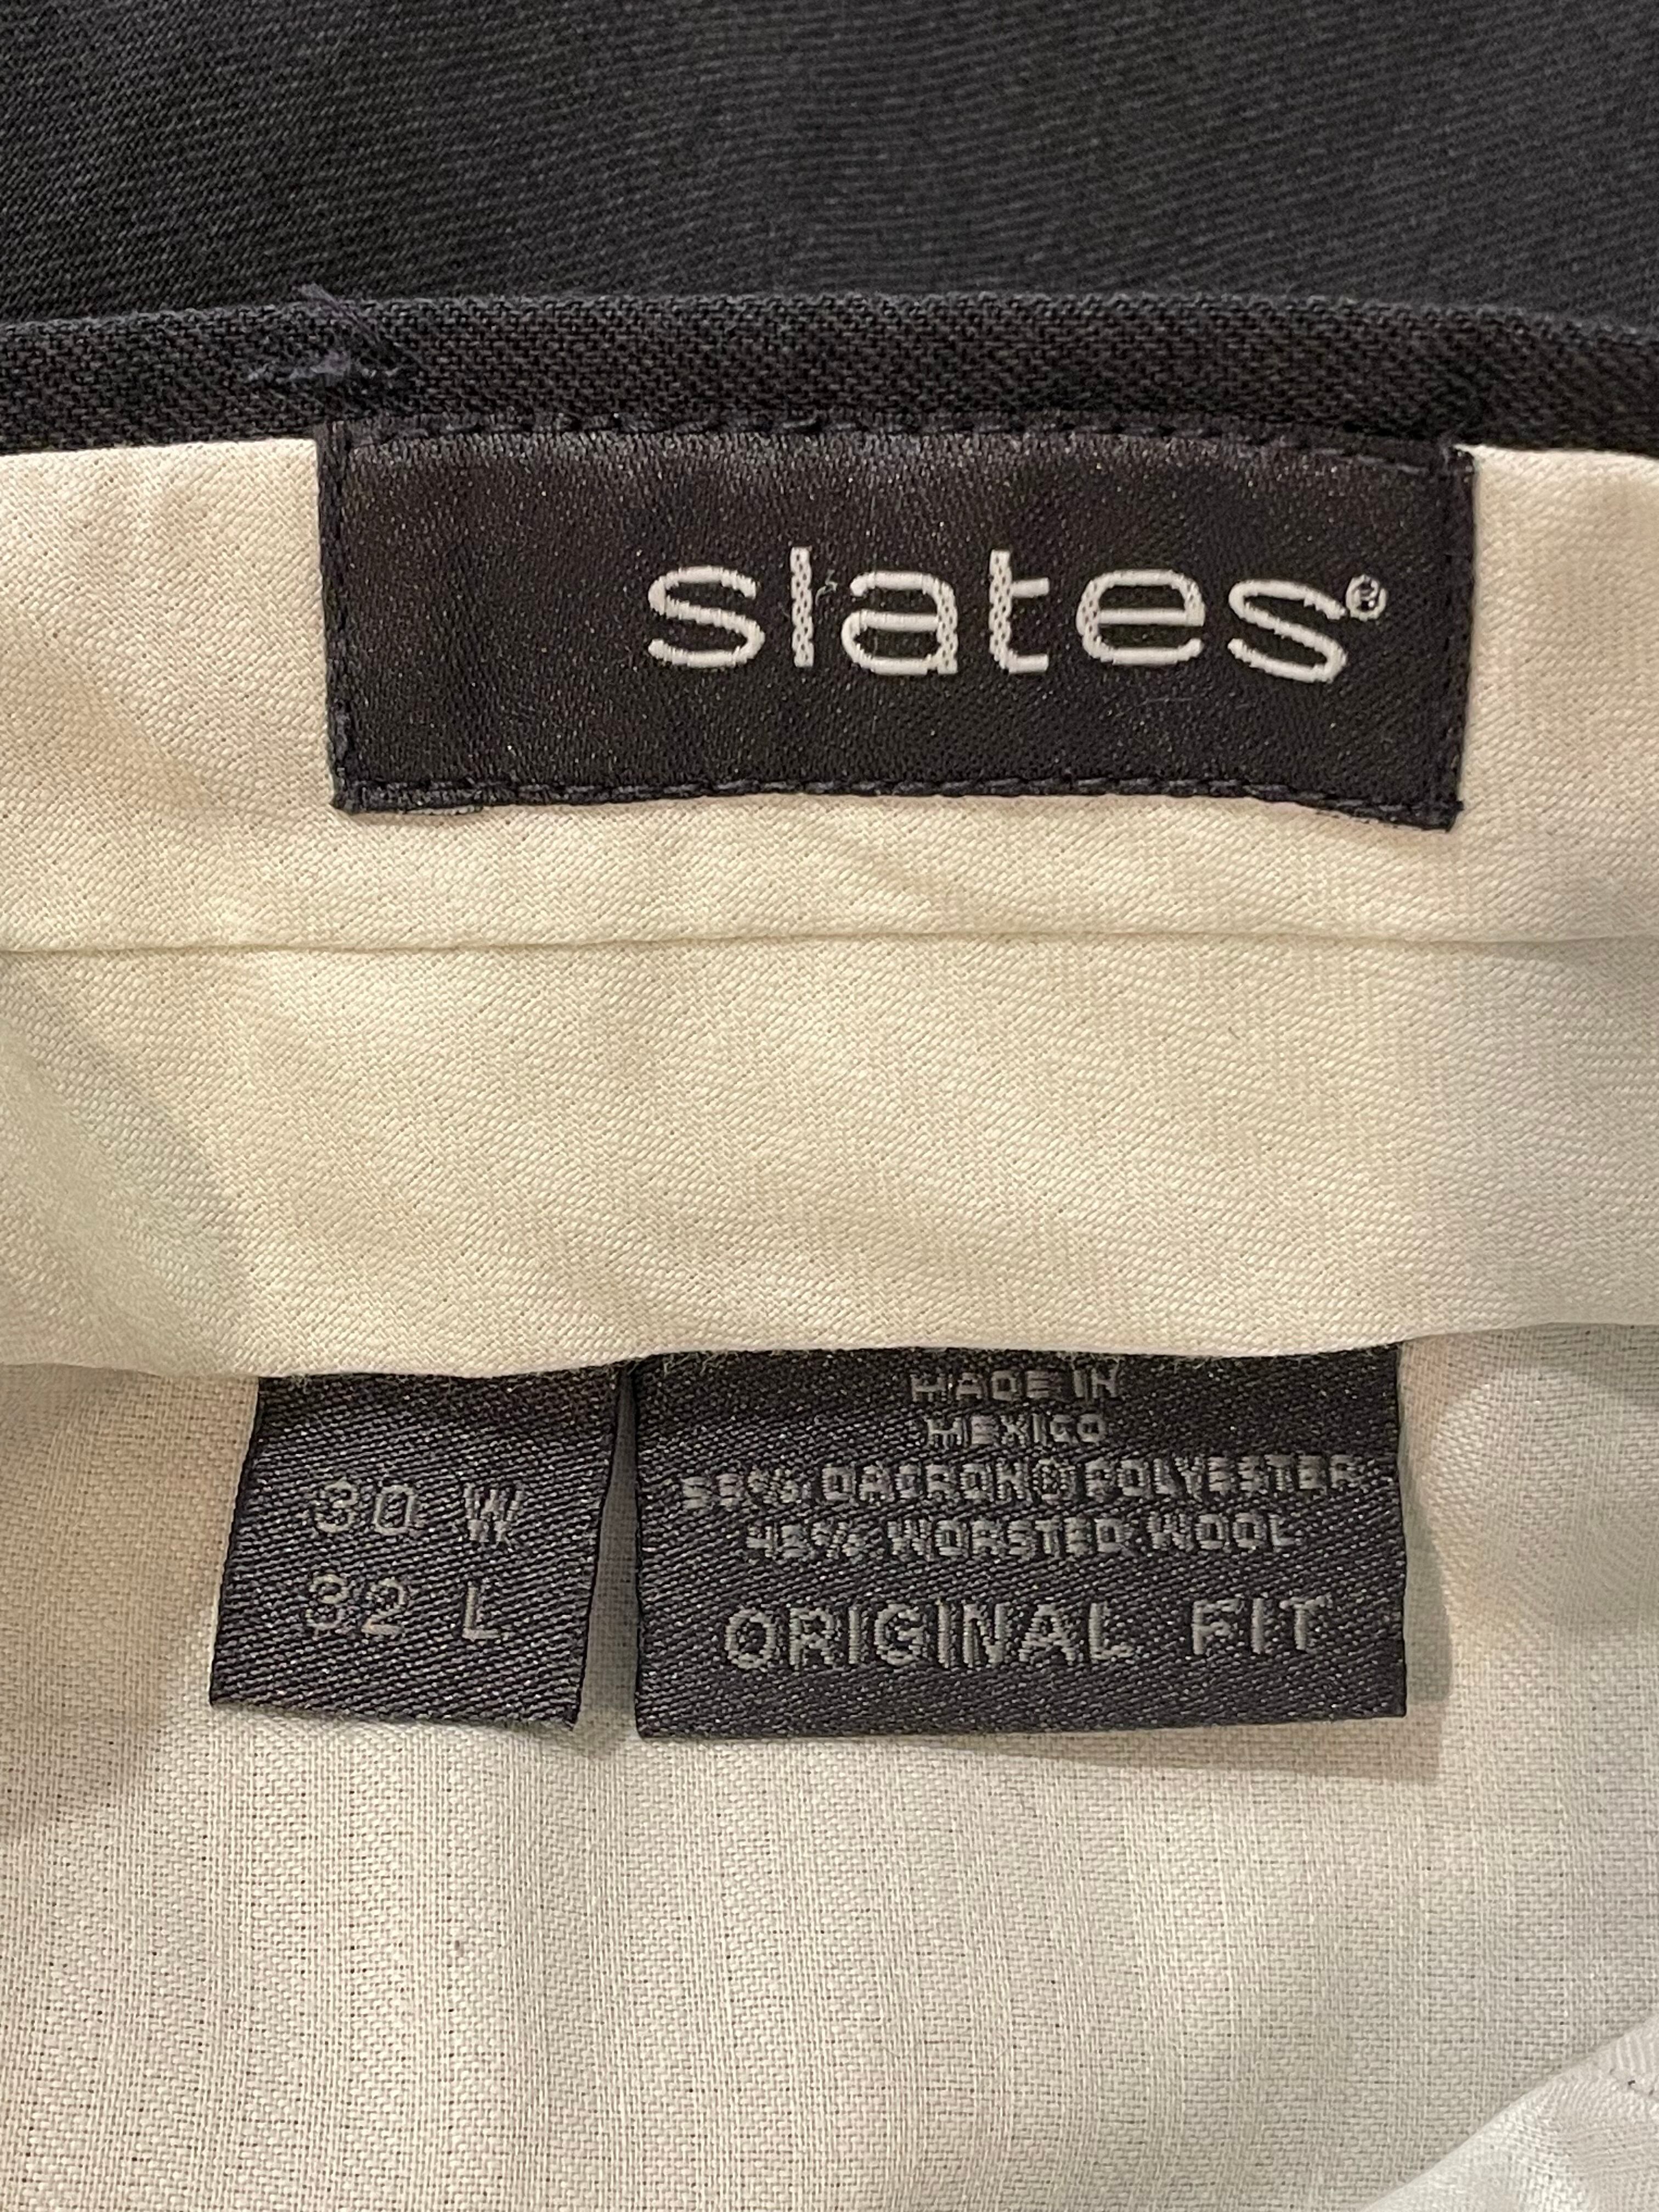 slates®
30 W
32 L
MADE IN
MEXICO
55% DACRON® POLYESTER
45% WORSTED WOOL
ORIGINAL FIT